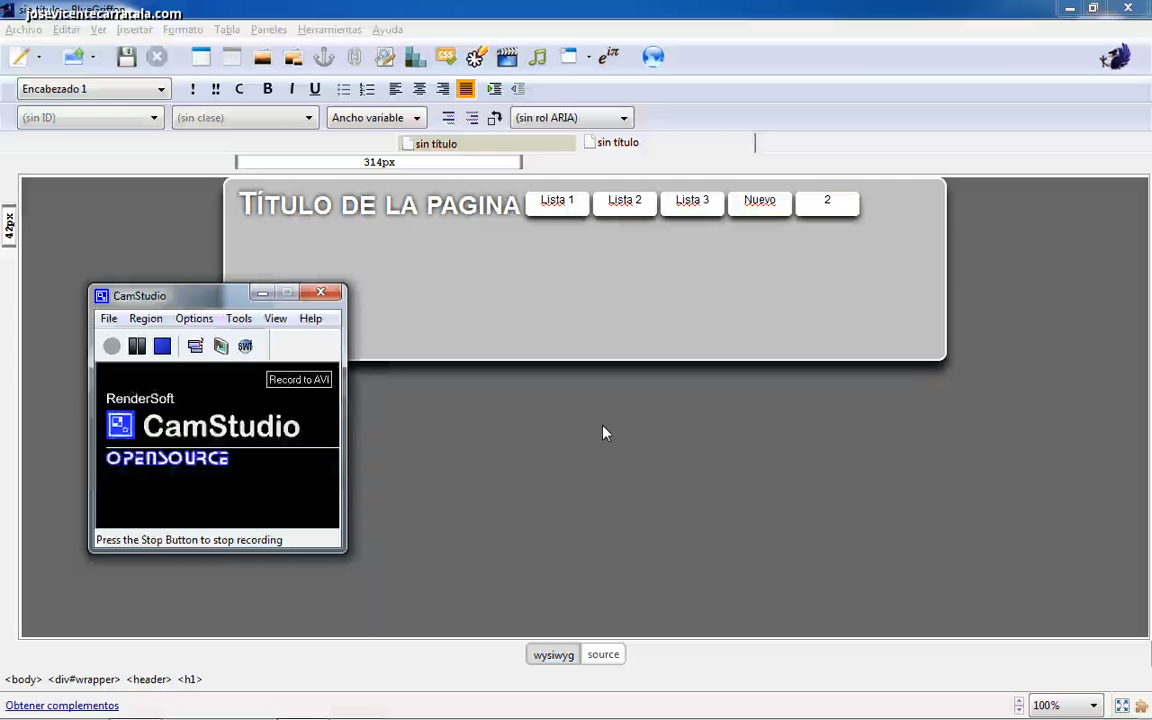 josevicentecarratala.com
Archivo Editar Ver Insertar Formato Tabla Paneles Herramientas Ayuda
Encabezado 1 ! !! C B I U
(sin ID) (sin clase) Ancho variable (sin rol ARIA)
sin título sin título
314px
42px
TÍTULO DE LA PAGINA Lista 1 Lista 2 Lista 3 Nuevo 2
CamStudio
File Region Options Tools View Help
SWF
Record to AVI
RenderSoft
CamStudio
OPENSOURCE
Press the Stop Button to stop recording
wysiwyg source
<body> <div#wrapper> <header> <h1>
Obtener complementos 100%